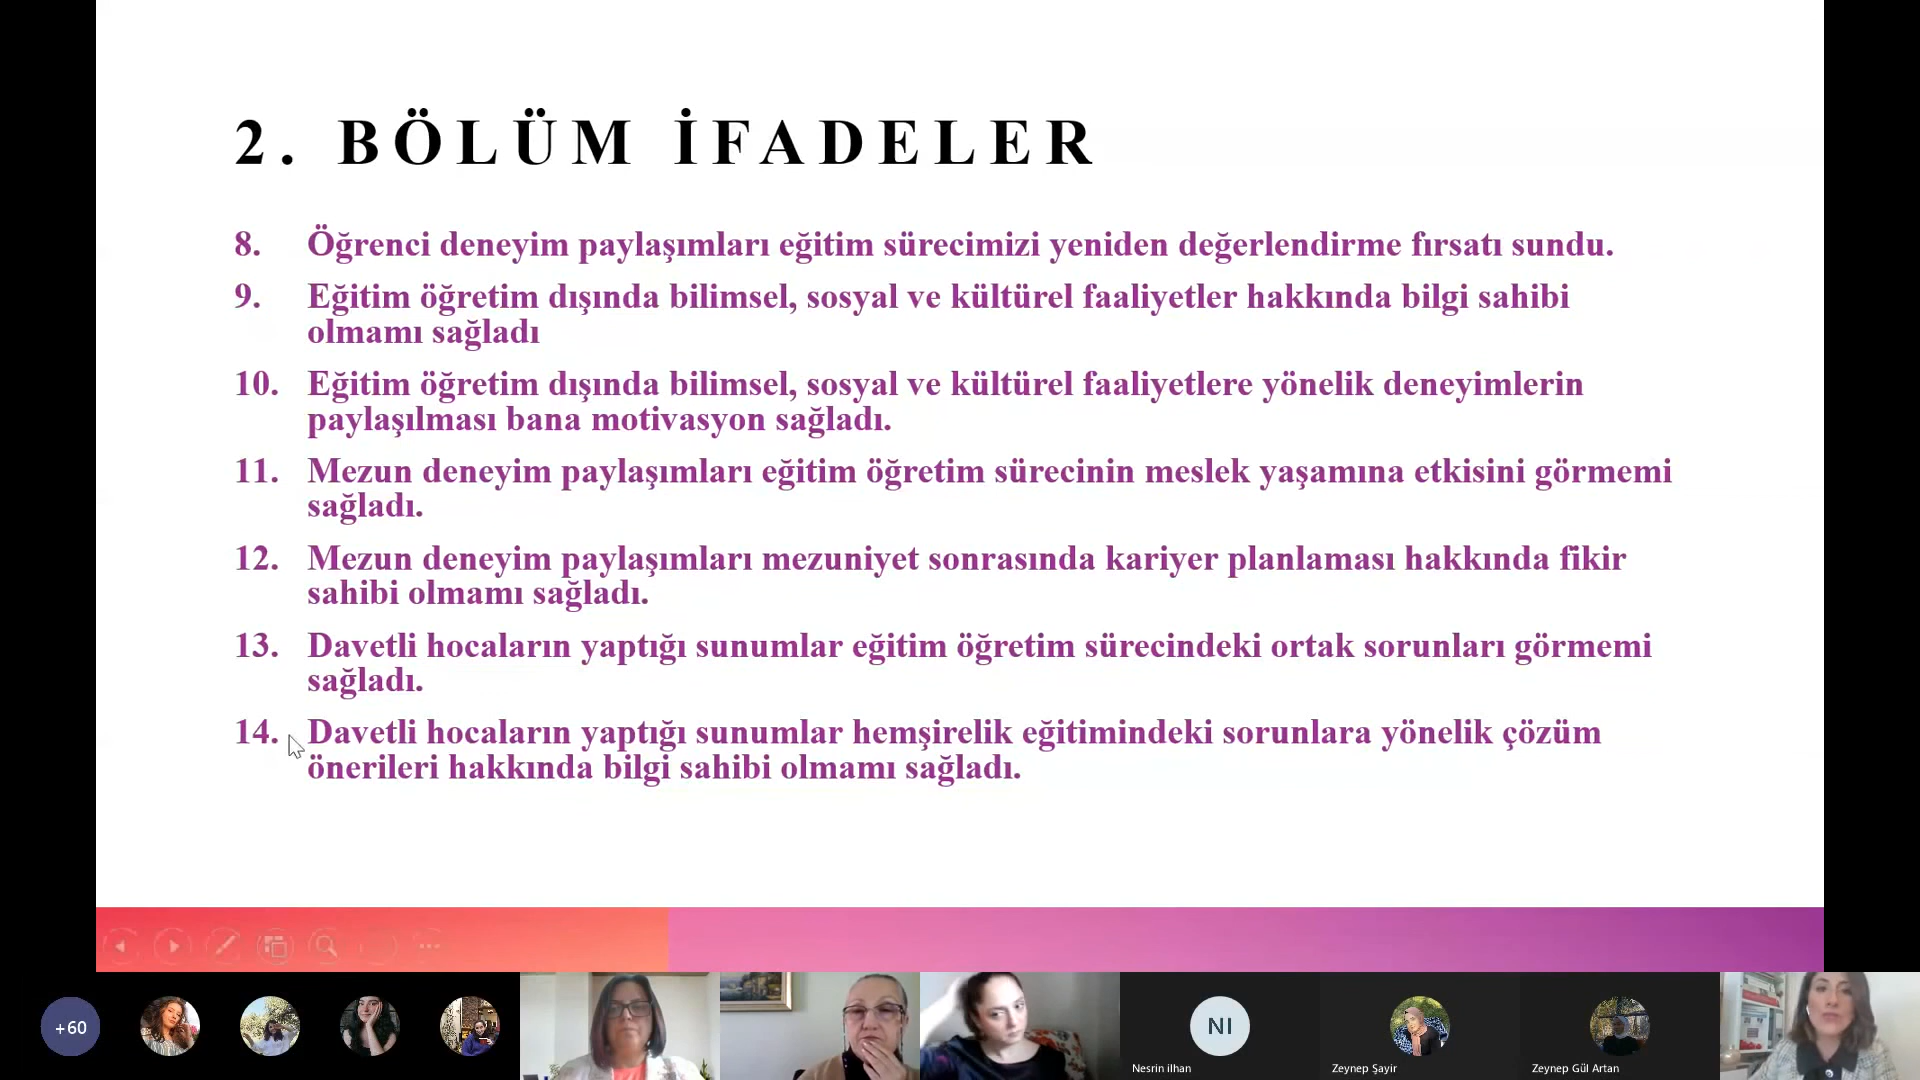 2. BÖLÜM İFADELER
8. Öğrenci deneyim paylaşımları eğitim sürecimizi yeniden değerlendirme fırsatı sundu.
9. Eğitim öğretim dışında bilimsel, sosyal ve kültürel faaliyetler hakkında bilgi sahibi
olmamı sağladı
10. Eğitim öğretim dışında bilimsel, sosyal ve kültürel faaliyetlere yönelik deneyimlerin
paylaşılması bana motivasyon sağladı.
11. Mezun deneyim paylaşımları eğitim öğretim sürecinin meslek yaşamına etkisini görmemi
sağladı.
12. Mezun deneyim paylaşımları mezuniyet sonrasında kariyer planlaması hakkında fikir
sahibi olmamı sağladı.
13. Davetli hocaların yaptığı sunumlar eğitim öğretim sürecindeki ortak sorunları görmemi
sağladı.
14. Davetli hocaların yaptığı sunumlar hemşirelik eğitimindeki sorunlara yönelik çözüm
önerileri hakkında bilgi sahibi olmamı sağladı.
+60
NI
Nesrin ilhan
Zeynep Şayir
Zeynep Gül Artan